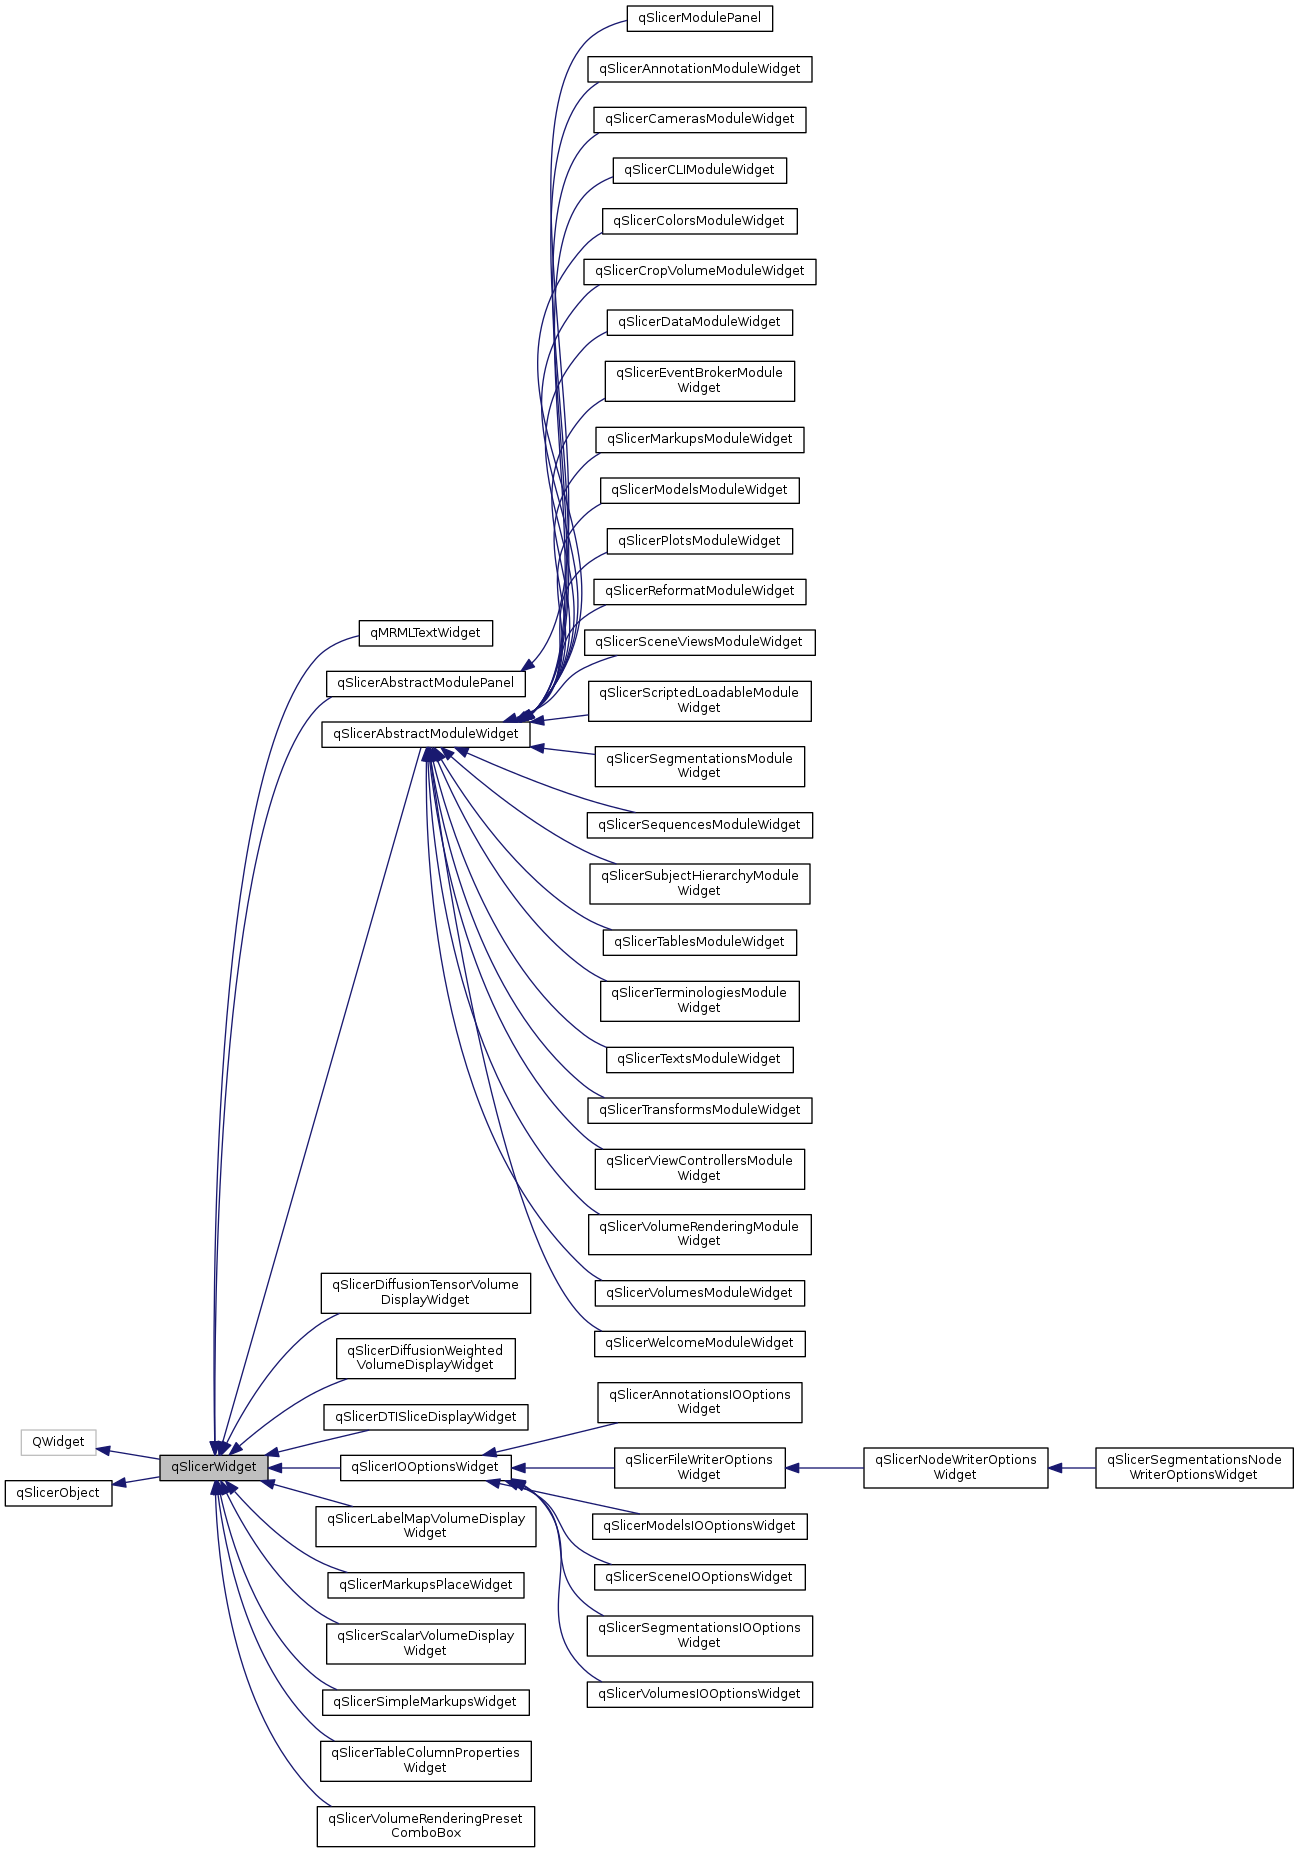 qSlicerModulePanel
qSlicerAnnotationModuleWidget
qSlicerCamerasModuleWidget
qSlicerCLIModuleWidget
qSlicerColorsModuleWidget
qSlicerCropVolumeModuleWidget
qSlicerDataModuleWidget
qSlicerEventBrokerModule
Widget
qSlicerMarkupsModuleWidget
qSlicerModelsModuleWidget
qSlicerPlotsModuleWidget
qSlicerReformatModuleWidget
qSlicerSceneViewsModuleWidget
qSlicerScriptedLoadableModule
Widget
qSlicerSegmentationsModule
Widget
qSlicerSequencesModuleWidget
qSlicerSubjectHierarchyModule
Widget
qSlicerTablesModuleWidget
qSlicerTerminologiesModule
Widget
qSlicerTextsModuleWidget
qSlicerTransformsModuleWidget
qSlicerViewControllersModule
Widget
qSlicerVolumeRenderingModule
Widget
qSlicerVolumesModuleWidget
qSlicerWelcomeModuleWidget
qMRMLTextWidget
qSlicerAbstractModulePanel
qSlicerAbstractModuleWidget
qSlicerDiffusionTensorVolume
DisplayWidget
qSlicerDiffusionWeighted
VolumeDisplayWidget
qSlicerDTISliceDisplayWidget
qSlicerIOOptionsWidget
qSlicerLabelMapVolumeDisplay
Widget
qSlicerMarkupsPlaceWidget
qSlicerScalarVolumeDisplay
Widget
qSlicerSimpleMarkupsWidget
qSlicerTableColumnProperties
Widget
qSlicerVolumeRenderingPreset
ComboBox
QWidget
qSlicerWidget
qSlicerObject
qSlicerAnnotationsIOOptions
Widget
qSlicerFileWriterOptions
Widget
qSlicerNodeWriterOptions
Widget
qSlicerSegmentationsNode
WriterOptionsWidget
qSlicerModelsIOOptionsWidget
qSlicerSceneIOOptionsWidget
qSlicerSegmentationsIOOptions
Widget
qSlicerVolumesIOOptionsWidget